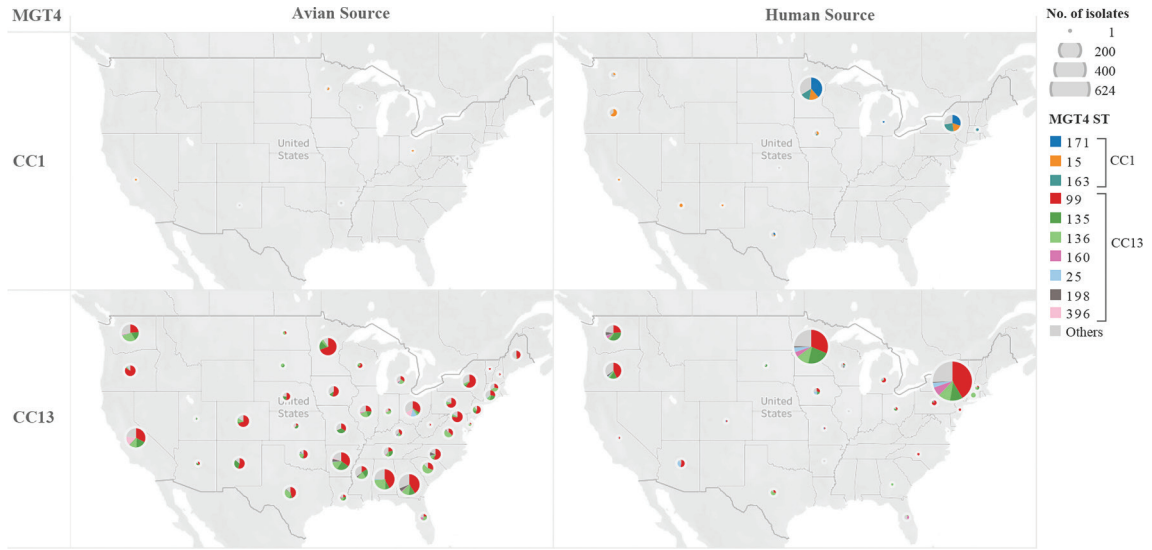 MGT4
Avian Source
Human Source
No. of isolates
1
200
400
624
MGT4 ST
171
15
163
CC1
99
135
136
160
25
198
396
CC13
Others
CC1
United
States
United
States
CC13
United
States
United
States